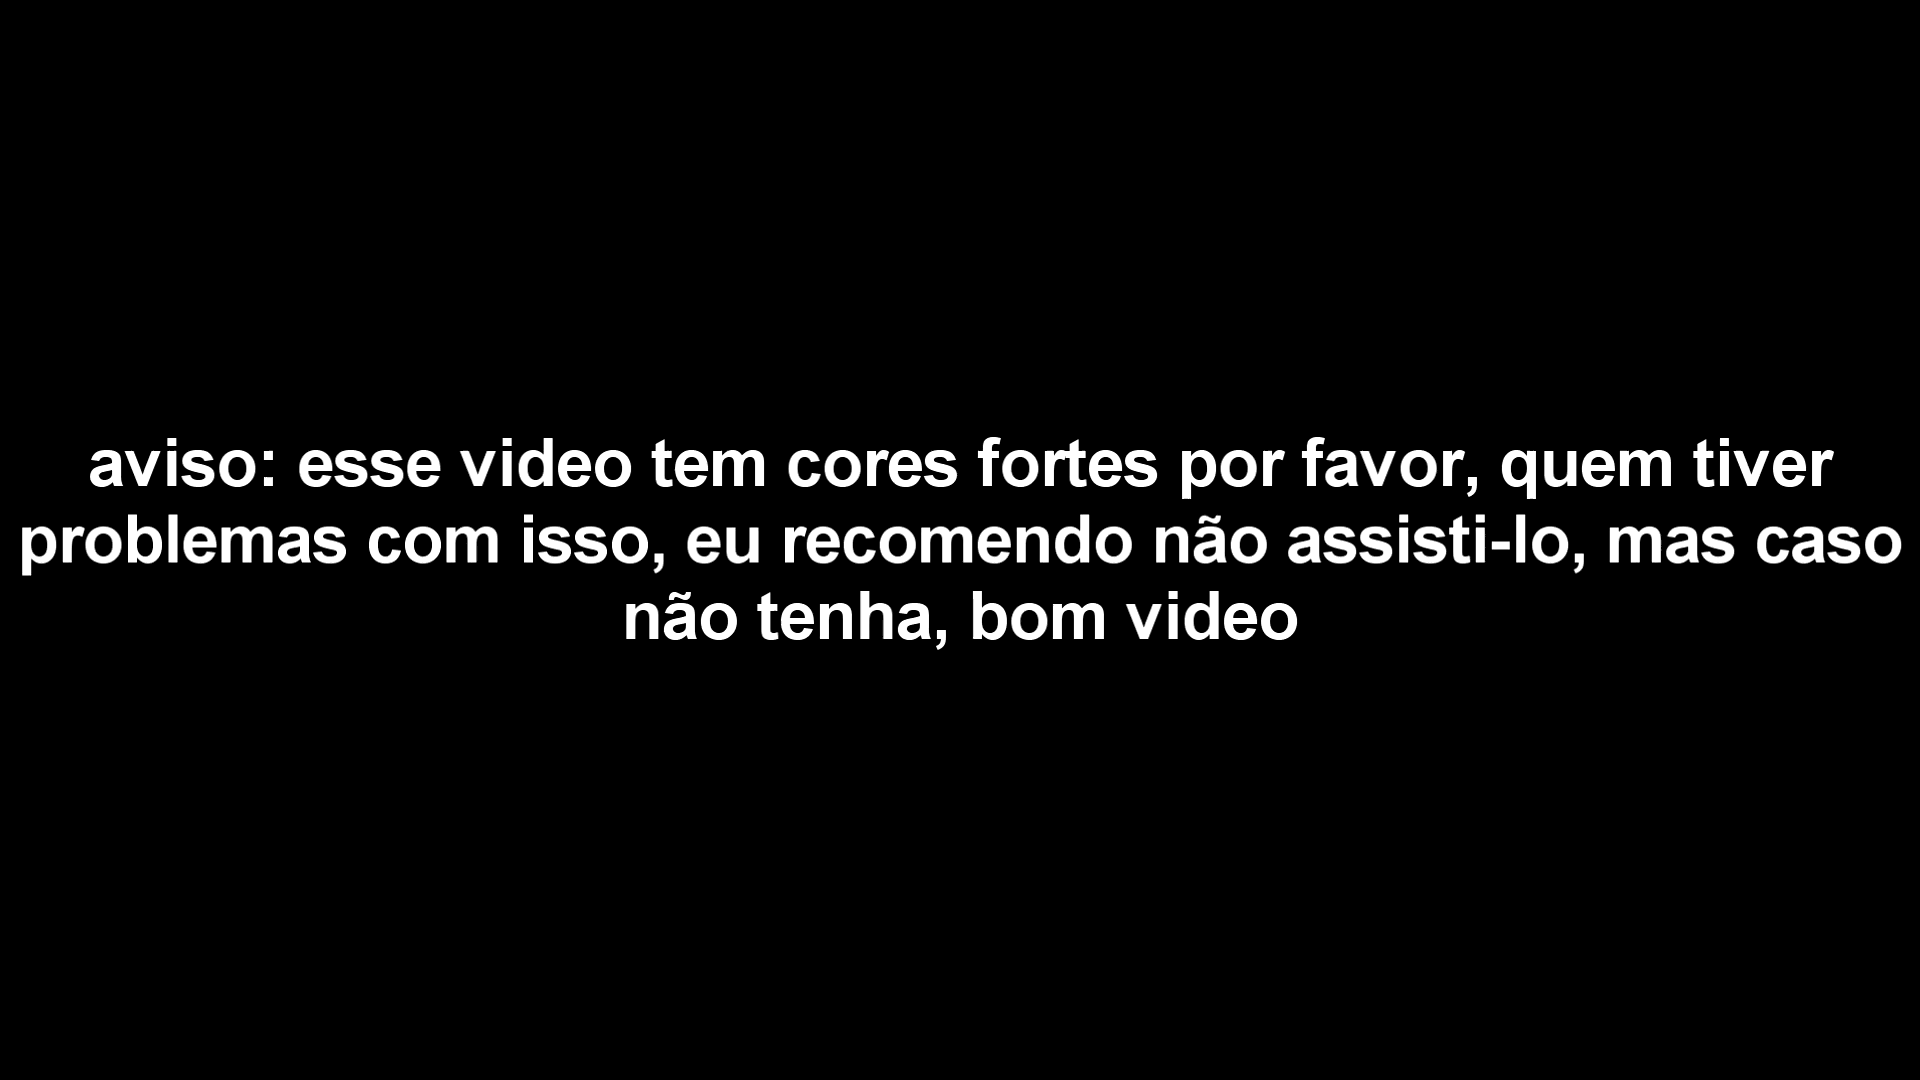 aviso: esse video tem cores fortes por favor, quem tiver
problemas com isso, eu recomendo não assisti-lo, mas caso
não tenha, bom video